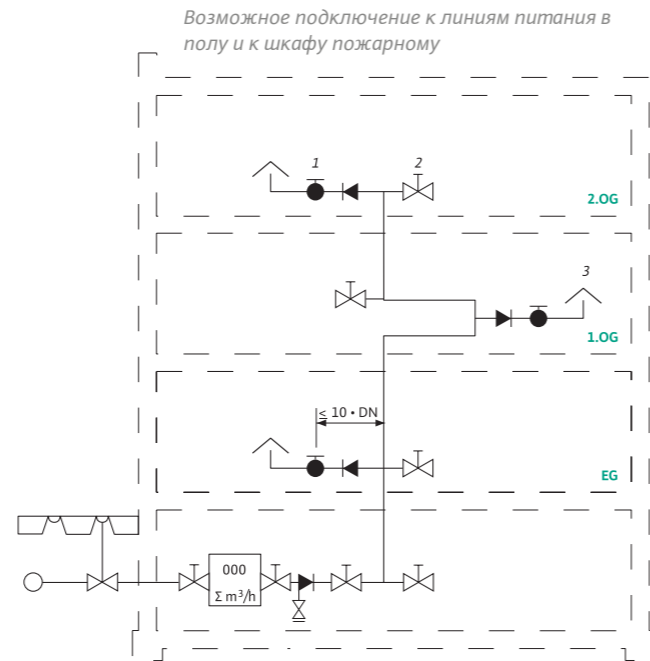 Возможное подключение к линиям питания в
полу и к шкафу пожарному
1
2
2.OG
3
1.OG
≤ 10 • DN
EG
000
Σ m³/h